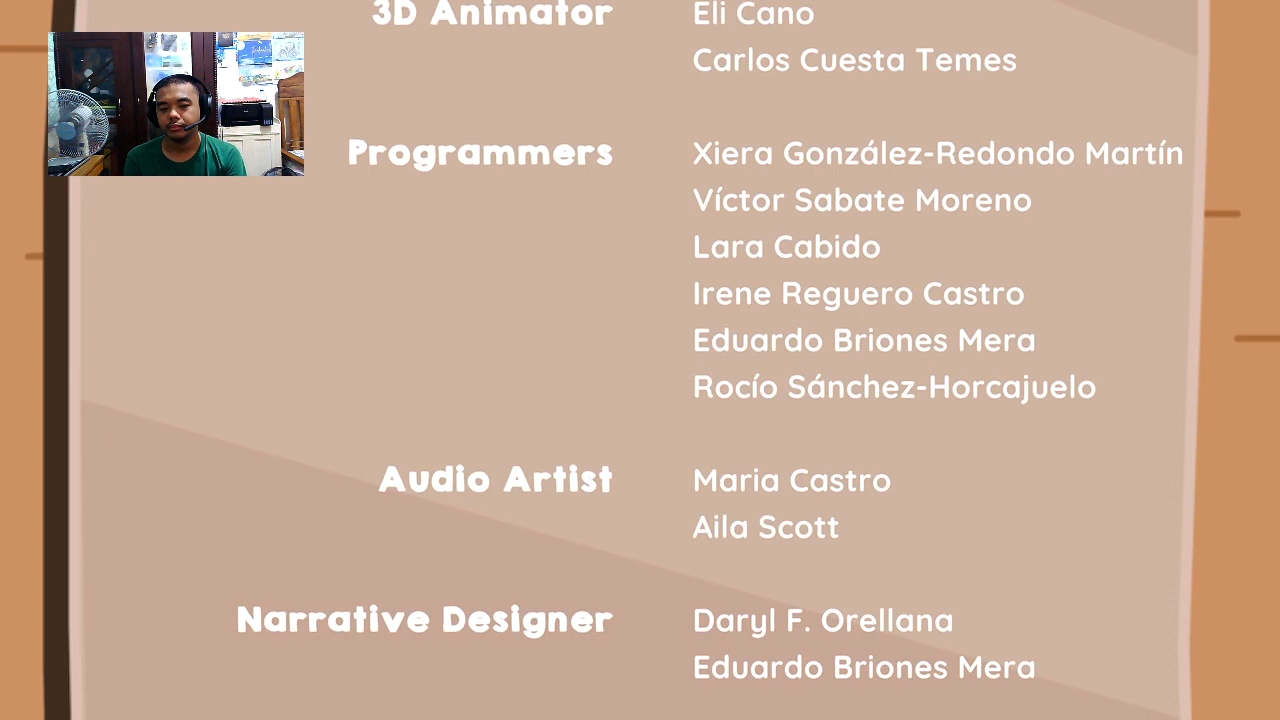 3D Animator Eli Cano
Carlos Cuesta Temes
Programmers Xiera González-Redondo Martín
Víctor Sabate Moreno
Lara Cabido
Irene Reguero Castro
Eduardo Briones Mera
Rocío Sánchez-Horcajuelo
Audio Artist Maria Castro
Aila Scott
Narrative Designer Daryl F. Orellana
Eduardo Briones Mera